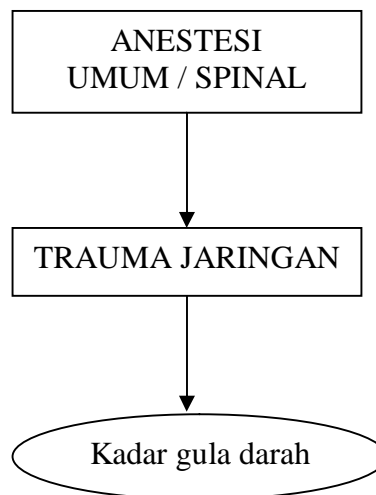 ANESTESI
UMUM / SPINAL
TRAUMA JARINGAN
Kadar gula darah